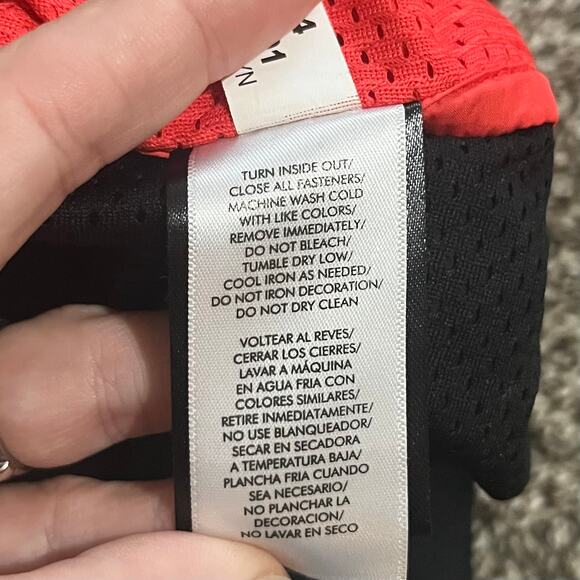 TURN INSIDE OUT/
CLOSE ALL FASTENERS/
MACHINE WASH COLD
WITH LIKE COLORS/
REMOVE IMMEDIATELY/
DO NOT BLEACH/
TUMBLE DRY LOW/
COOL IRON AS NEEDED/
DO NOT IRON DECORATION/
DO NOT DRY CLEAN
VOLTEAR AL REVES/
CERRAR LOS CIERRES/
LAVAR A MÁQUINA
EN AGUA FRIA CON
COLORES SIMILARES/
RETIRE INMEDIATAMENTE/
NO USE BLANQUEADOR/
SECAR EN SECADORA
A TEMPERATURA BAJA/
PLANCHA FRIA CUANDO
SEA NECESARIO/
NO PLANCHAR LA
DECORACION/
NO LAVAR EN SECO